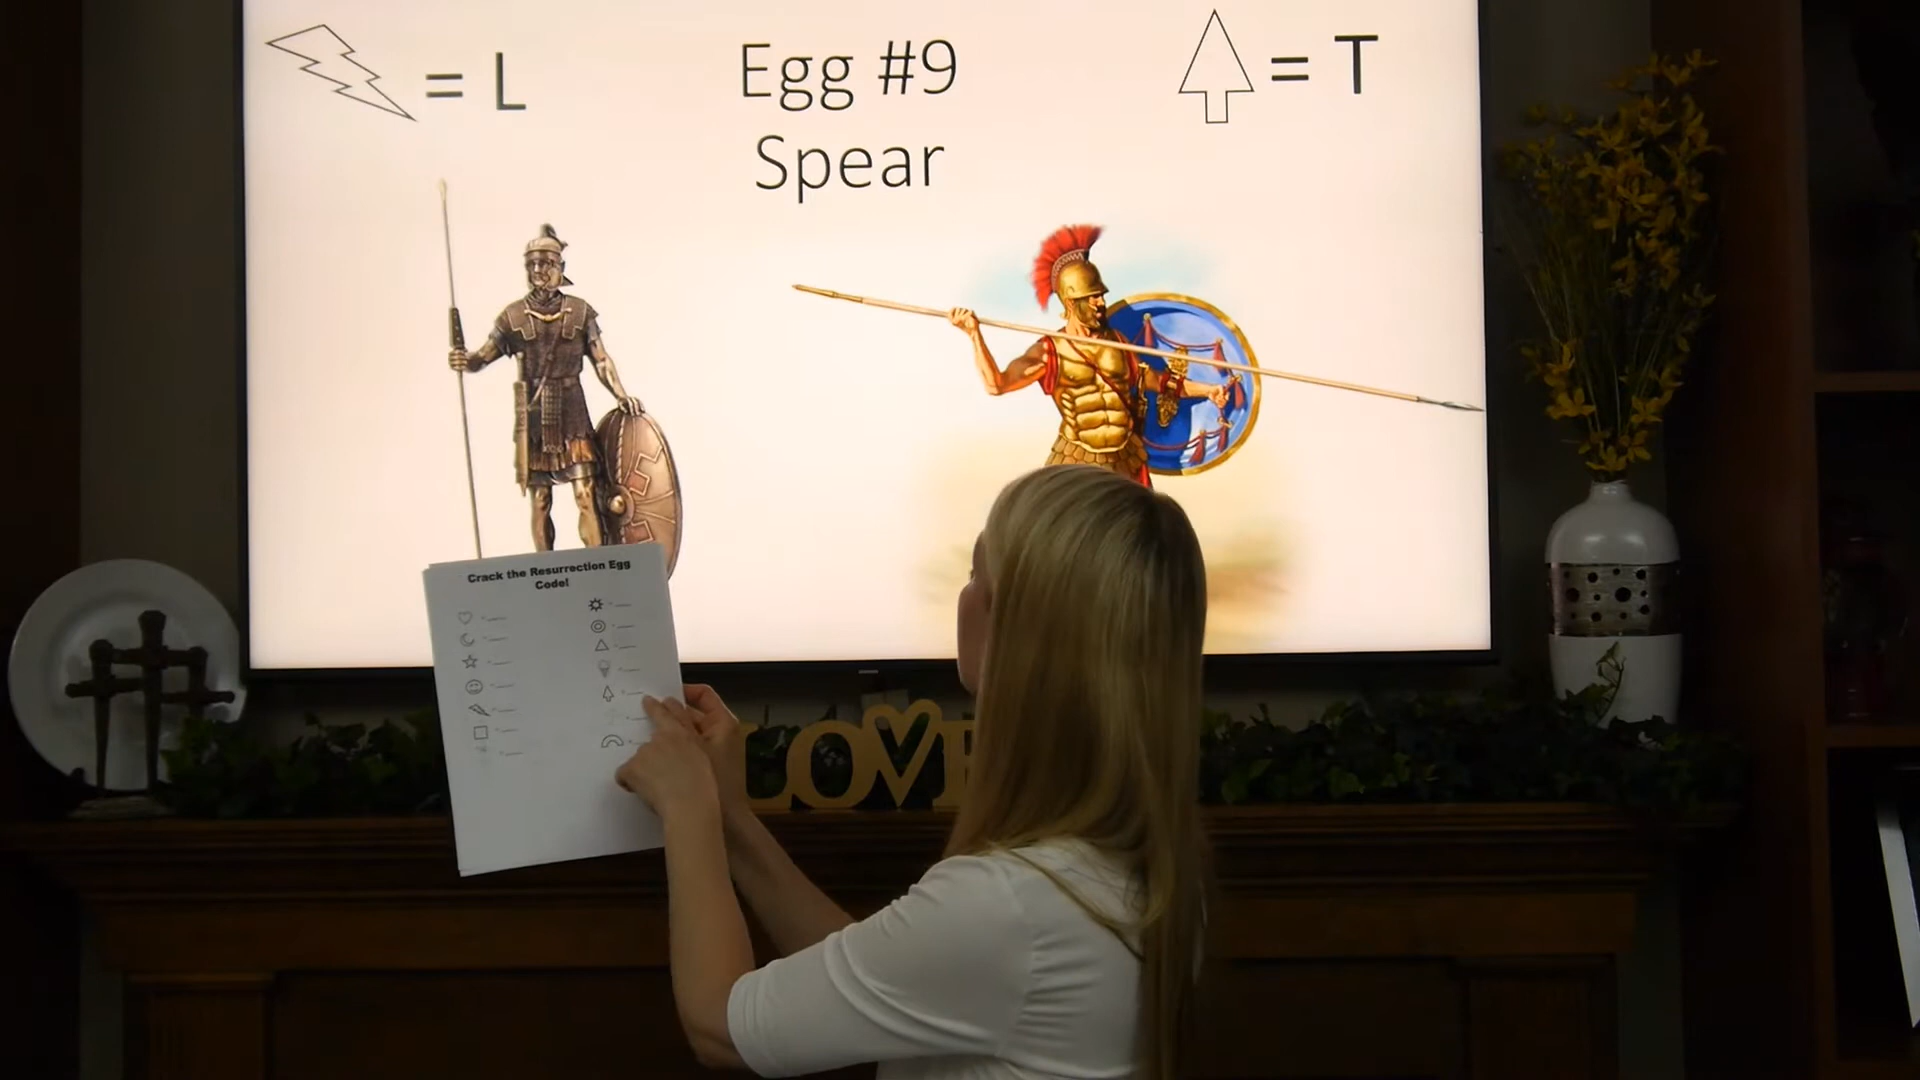 = L
Egg #9
Spear
= T
Crack the Resurrection Egg
Code!
LOVE